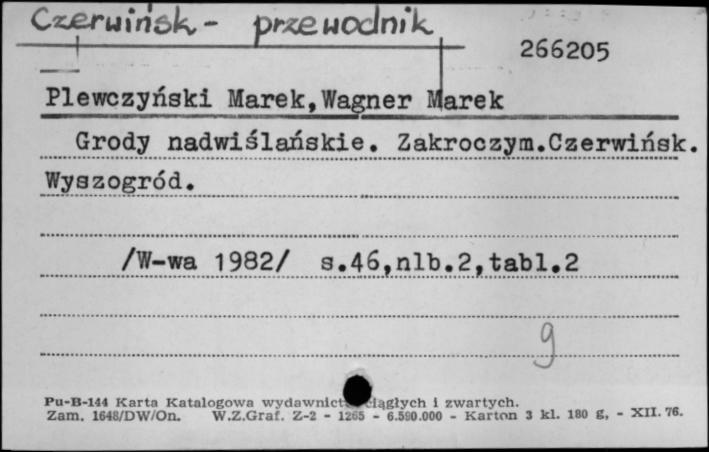 Czerwińsk - przewodnik
266205
Plewczyński Marek,Wagner Marek
Grody nadwiślańskie. Zakroczym.Czerwińsk.
Wyszogród.
/W-wa 1982/ s.46,nlb.2,tabl.2
g
Pu-B-144 Karta Katalogowa wydawnictw ciągłych i zwartych.
Zam. 1648/DW/On. W.Z.Graf. Z-2 - 1265 - 6.590.000 - Karton 3 kl. 180 g, - XII. 76.